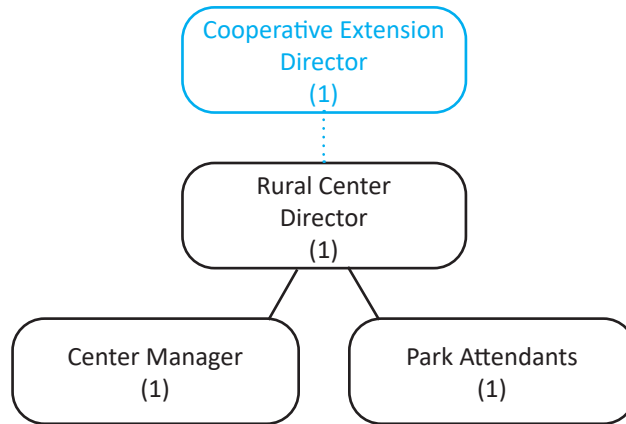 Cooperative Extension
Director
(1)
Rural Center
Director
(1)
Center Manager
(1)
Park Attendants
(1)